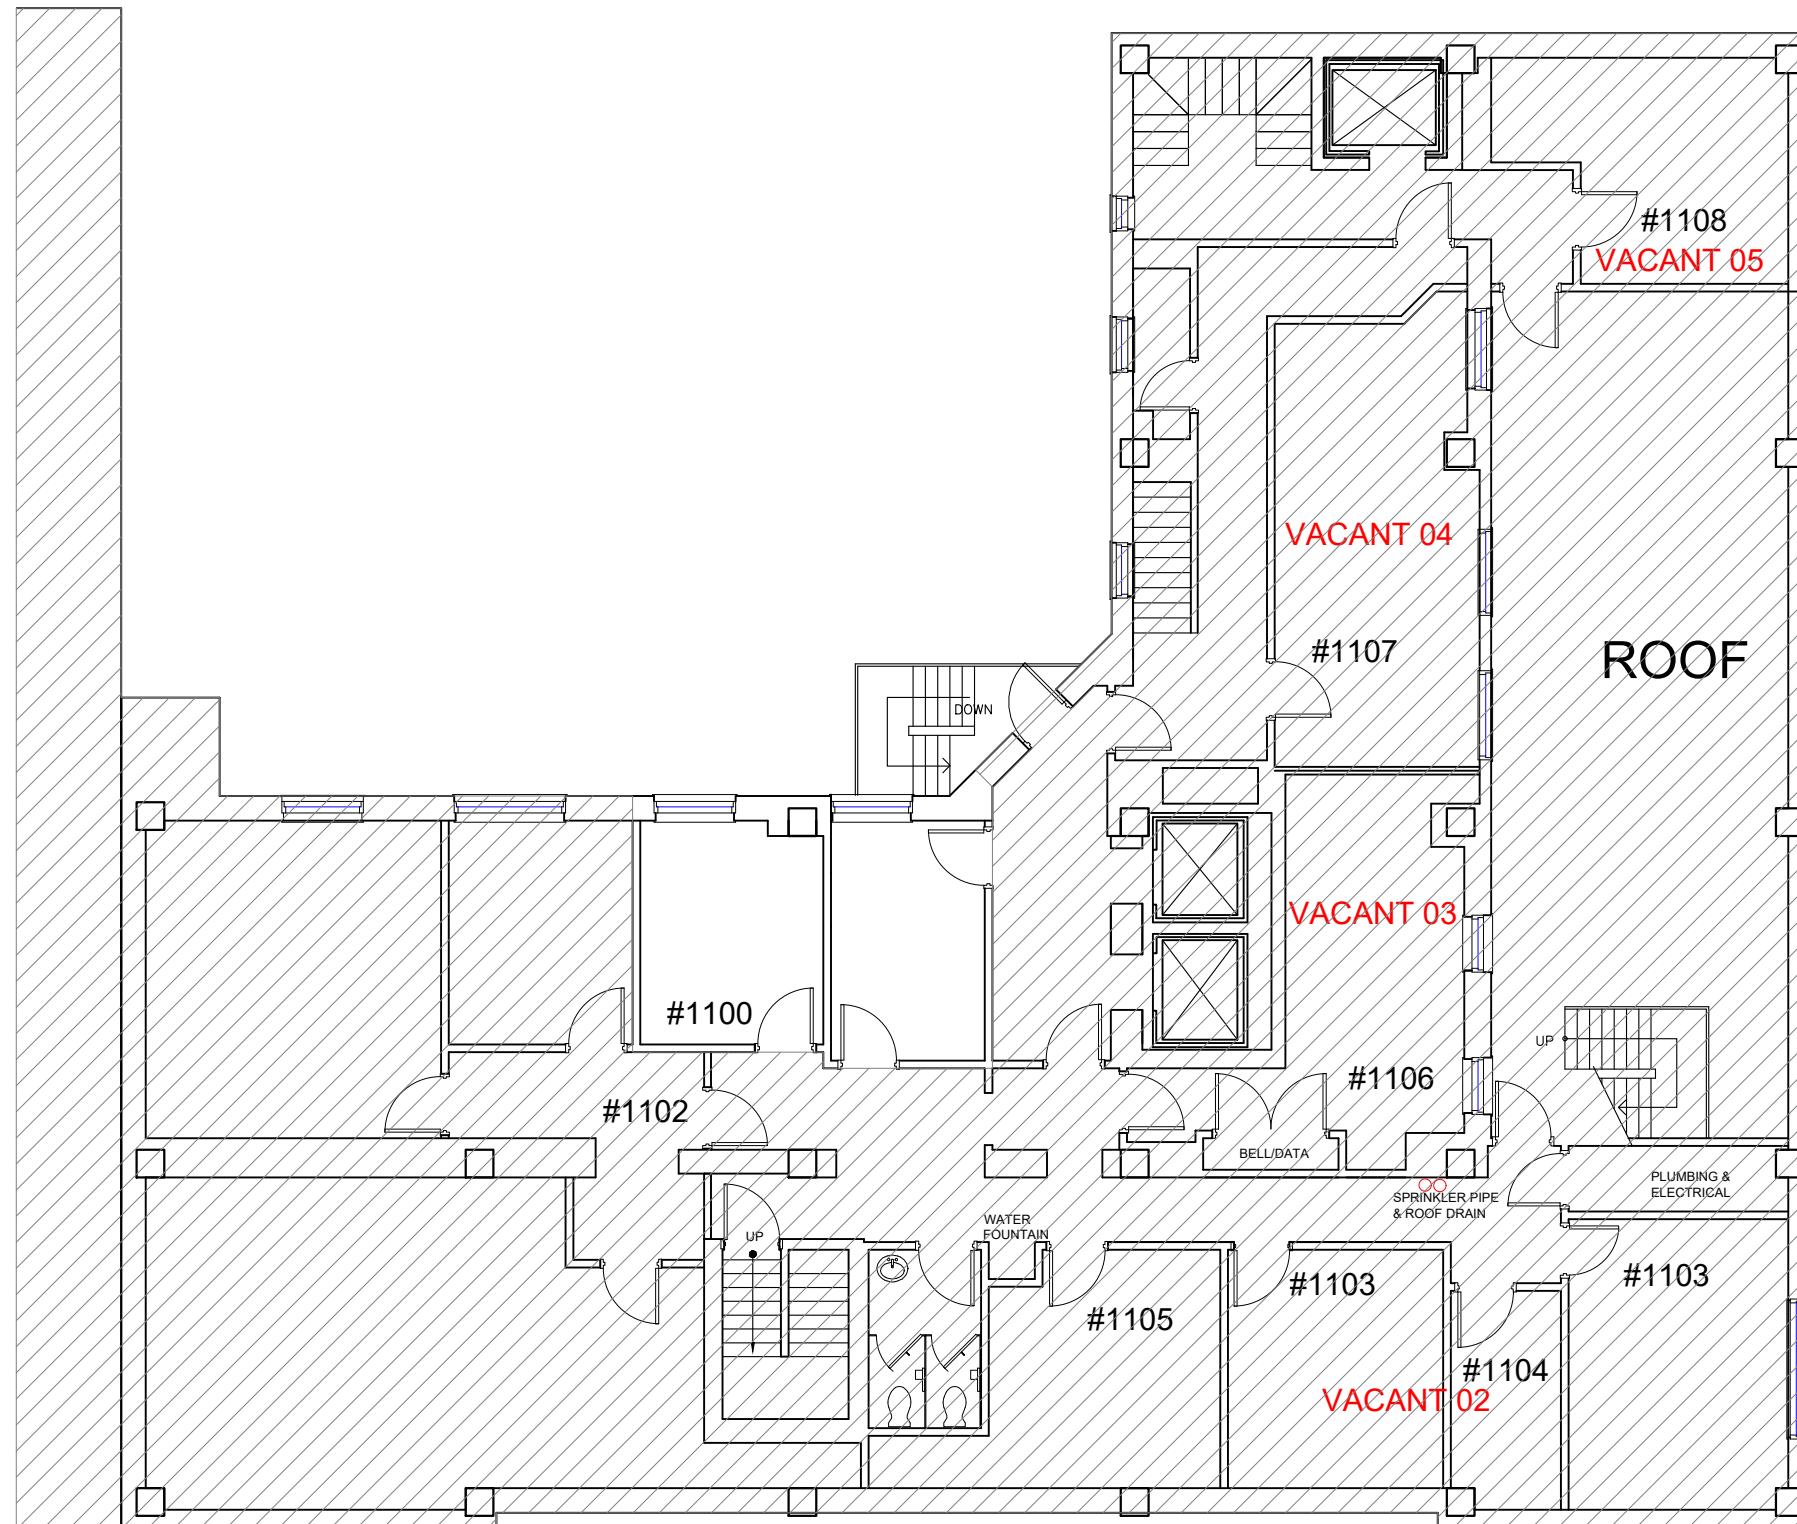 #1108
VACANT 05
VACANT 04
#1107
ROOF
DOWN
VACANT 03
#1100
UP
#1106
#1102
BELL/DATA
PLUMBING &
ELECTRICAL
SPRINKLER PIPE
& ROOF DRAIN
WATER
FOUNTAIN
UP
#1103
#1103
#1105
#1104
VACANT 02